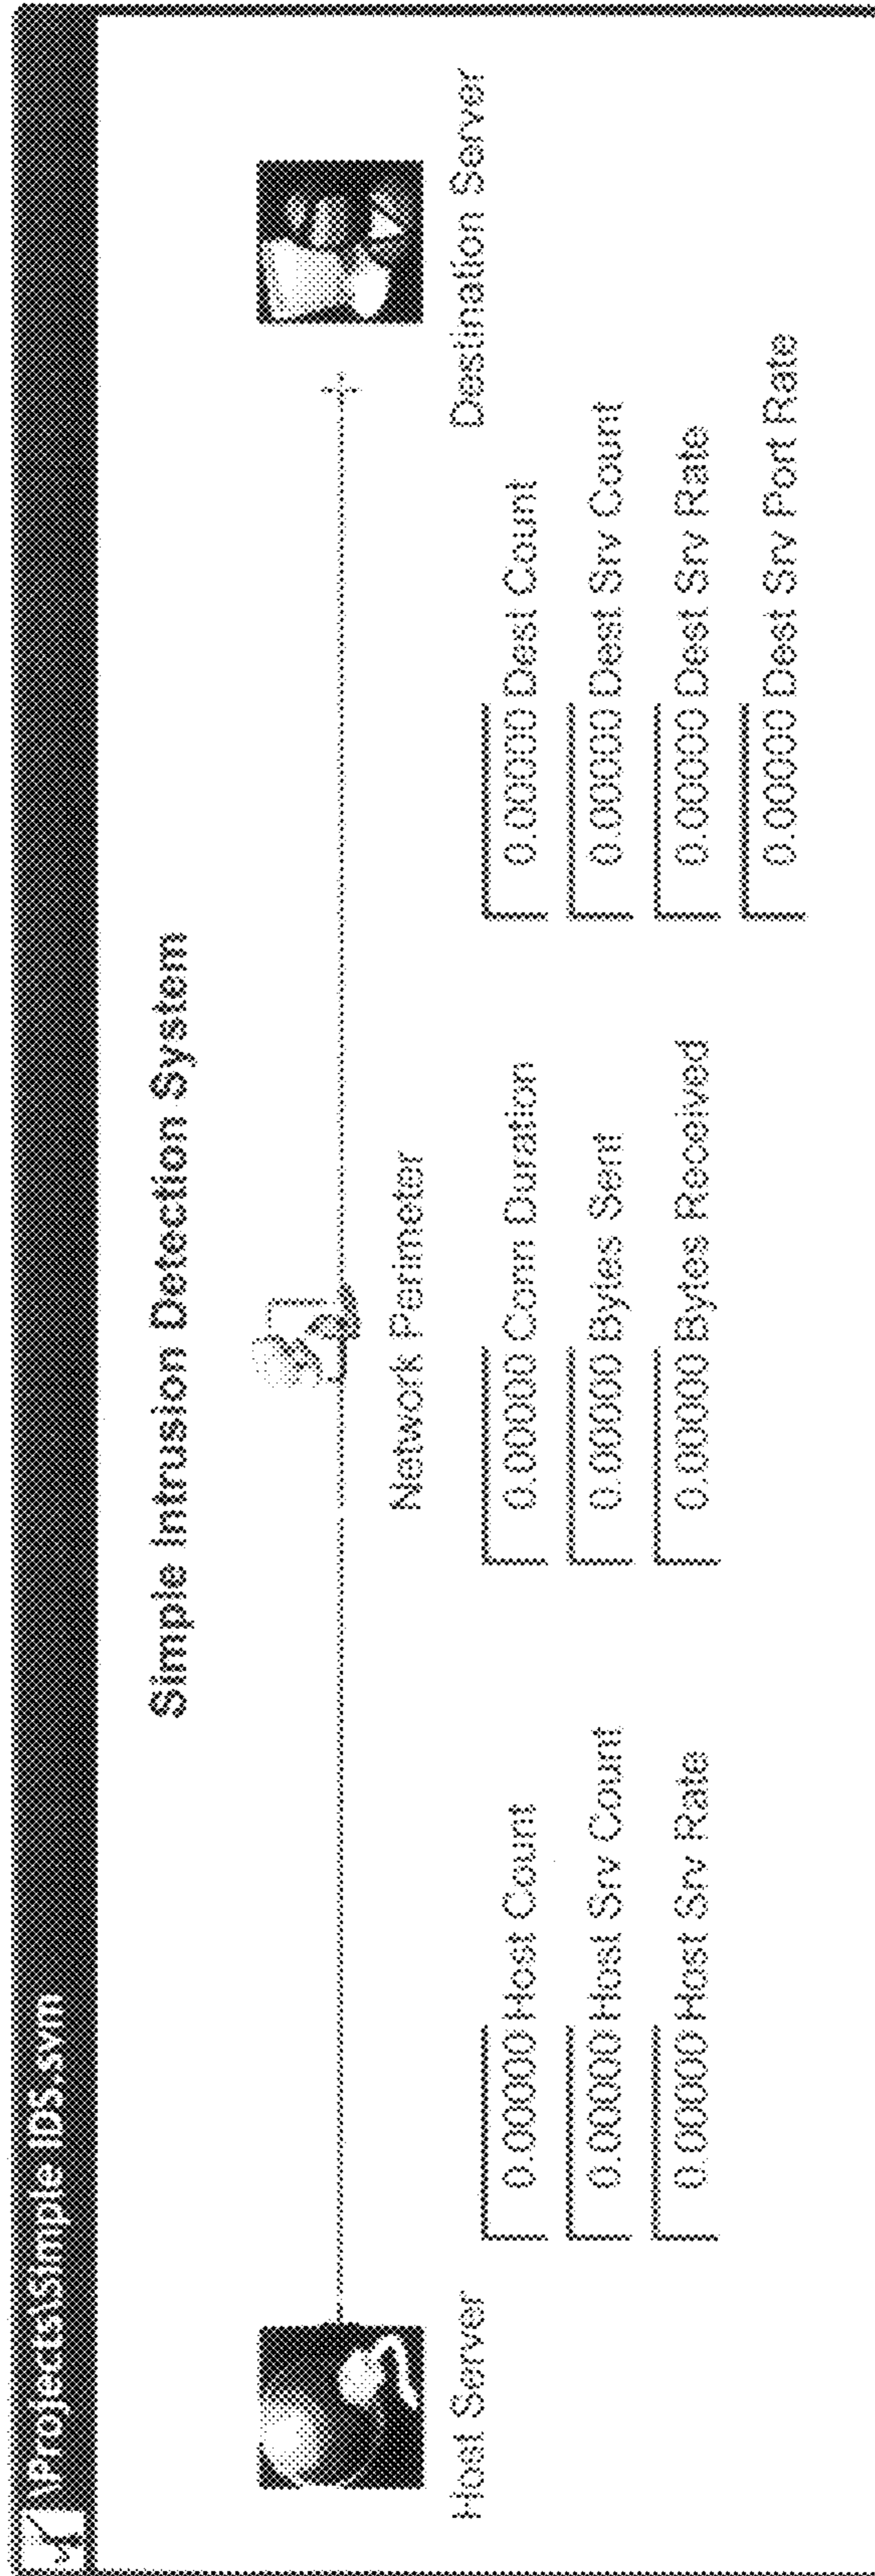 \Projects\Simple IDS.sym
Simple Intrusion Detection System
Network Perimeter
Host Server
Destination Server
0.00000 Host Count
0.00000 Host Srv Count
0.00000 Host Srv Rate
0.00000 Conn Duration
0.00000 Bytes Sent
0.00000 Bytes Received
0.00000 Dest Count
0.00000 Dest Srv Count
0.00000 Dest Srv Rate
0.00000 Dest Srv Port Rate